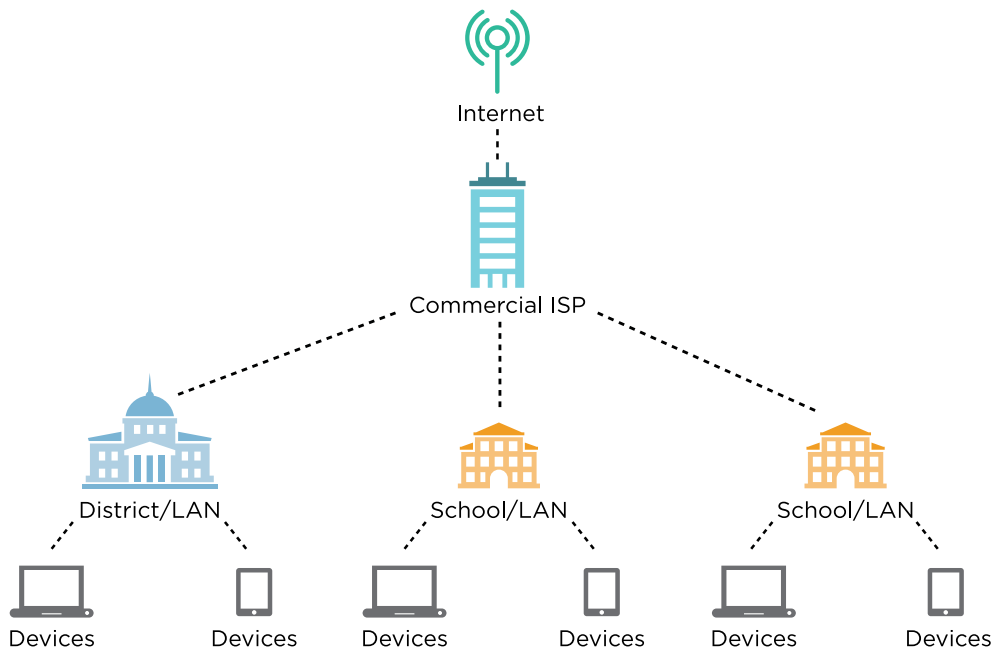 Internet
Commercial ISP
District/LAN
School/LAN
School/LAN
Devices
Devices
Devices
Devices
Devices
Devices